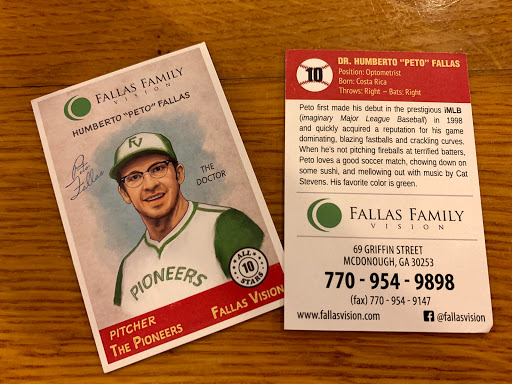 FALLAS FAMILY
VISION
HUMBERTO "PETO" FALLAS
Peto
Fallas
THE
DOCTOR
FV
PIONEERS
ALL
10
STARS
PITCHER
THE PIONEERS
FALLAS VISION
10
DR. HUMBERTO "PETO" FALLAS
Position: Optometrist
Born: Costa Rica
Throws: Right ~ Bats: Right
Peto first made his debut in the prestigious iMLB
(imaginary Major League Baseball) in 1998
and quickly acquired a reputation for his game
dominating, blazing fastballs and crackling curves.
When he's not pitching fireballs at terrified batters,
Peto loves a good soccer match, chowing down on
some sushi, and mellowing out with music by Cat
Stevens. His favorite color is green.
FALLAS FAMILY
VISION
69 GRIFFIN STREET
MCDONOUGH, GA 30253
770 - 954 - 9898
(fax) 770 - 954 - 9147
www.fallasvision.com
f @fallasvision